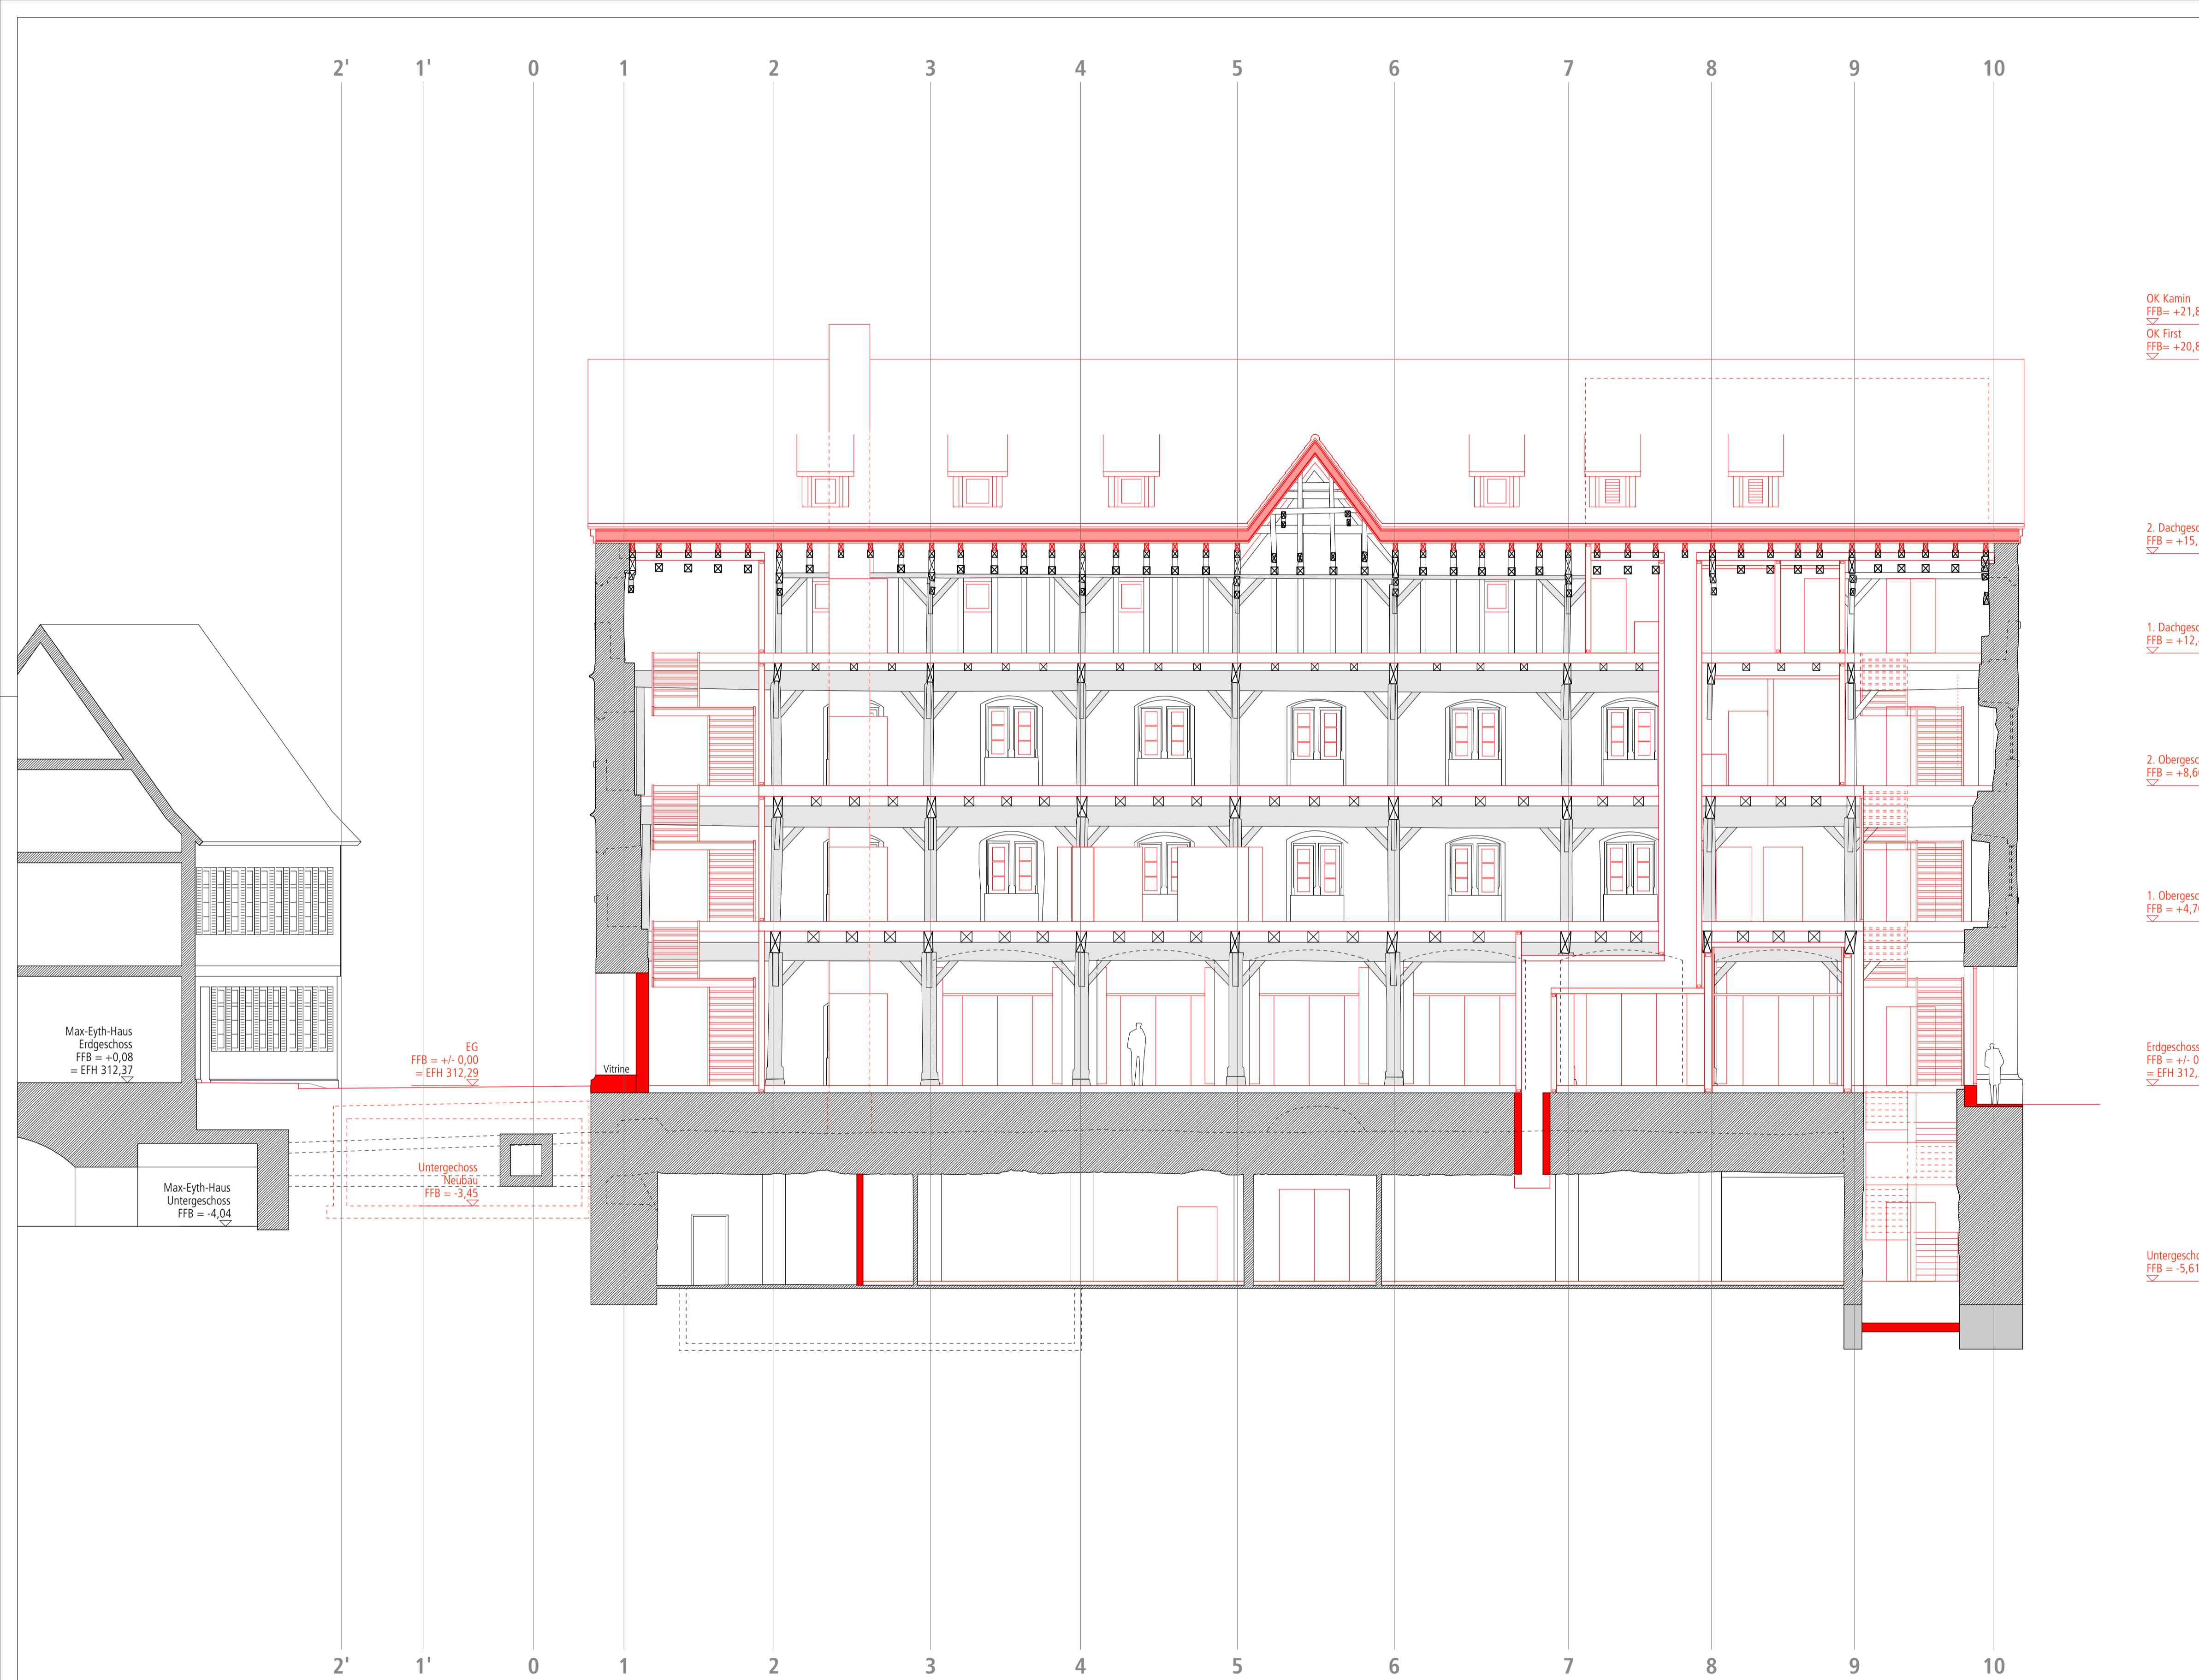 2' 1' 0 1 2 3 4 5 6 7 8 9 10
OK Kamin
FFB= +21,8
OK First
FFB= +20,8
2. Dachgesc
FFB = +15,
1. Dachgesc
FFB = +12,
2. Obergesc
FFB = +8,6
1. Obergesc
FFB = +4,7
Max-Eyth-Haus
Erdgeschoss
FFB = +0,08
= EFH 312,37
EG
FFB = +/- 0,00
= EFH 312,29
Vitrine
Erdgeschoss
FFB = +/- 0
= EFH 312,
Max-Eyth-Haus
Untergeschoss
FFB = -4,04
Untergechoss
Neubau
FFB = -3,45
Untergescho
FFB = -5,61
2' 1' 0 1 2 3 4 5 6 7 8 9 10